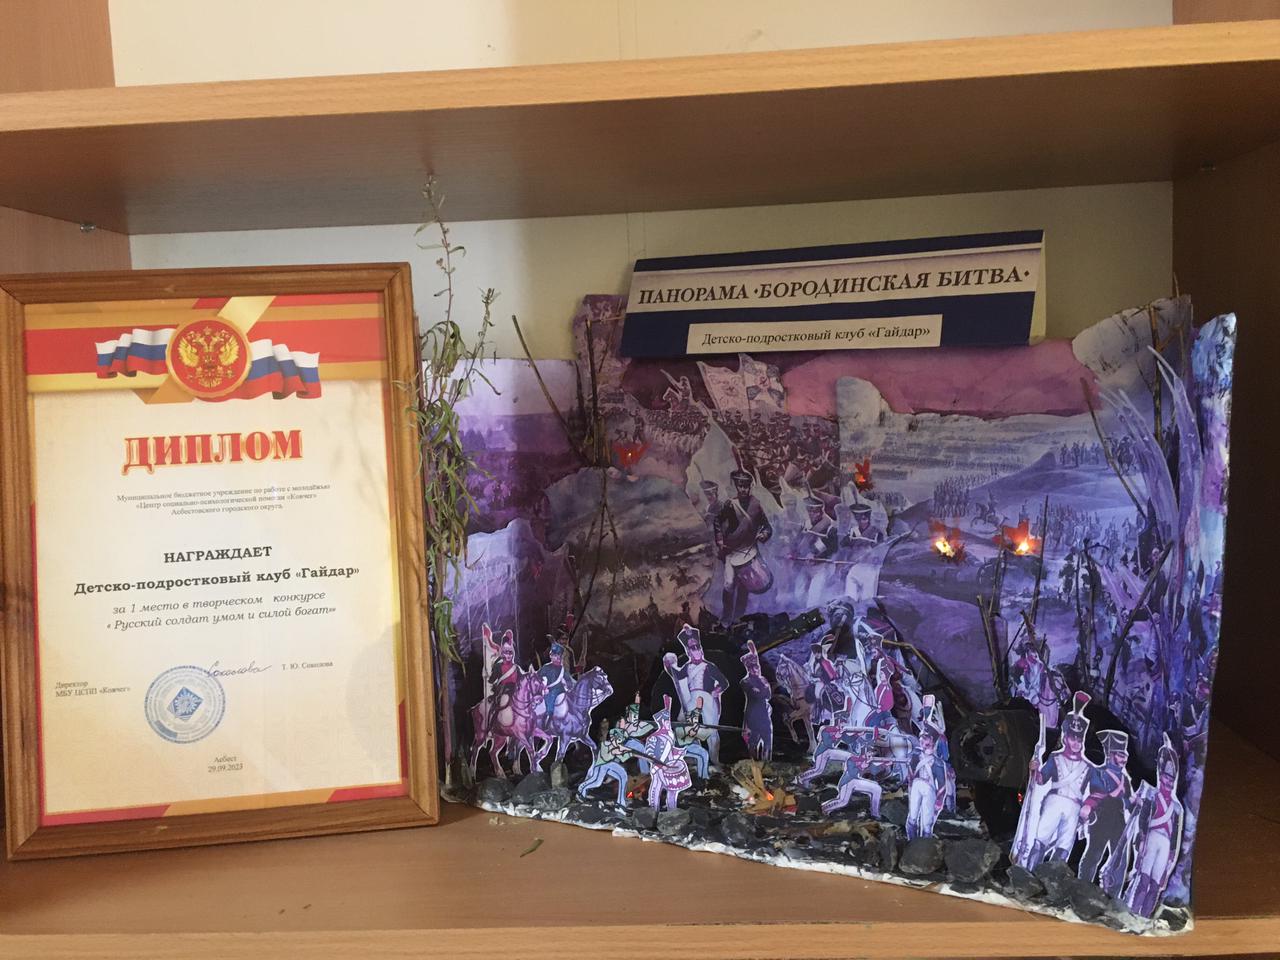 ДИПЛОМ
Муниципальное бюджетное учреждение по работе с молодёжью
«Центр социально-психологической помощи «Ковчег»
Асбестовского городского округа
НАГРАЖДАЕТ
Детско-подростковый клуб «Гайдар»
за 1 место в творческом конкурсе
« Русский солдат умом и силой богат»
Директор
МБУ ЦСПП «Ковчег»
Т. Ю. Соколова
Асбест
29.09.2023
ПАНОРАМА •БОРОДИНСКАЯ БИТВА•
Детско-подростковый клуб «Гайдар»